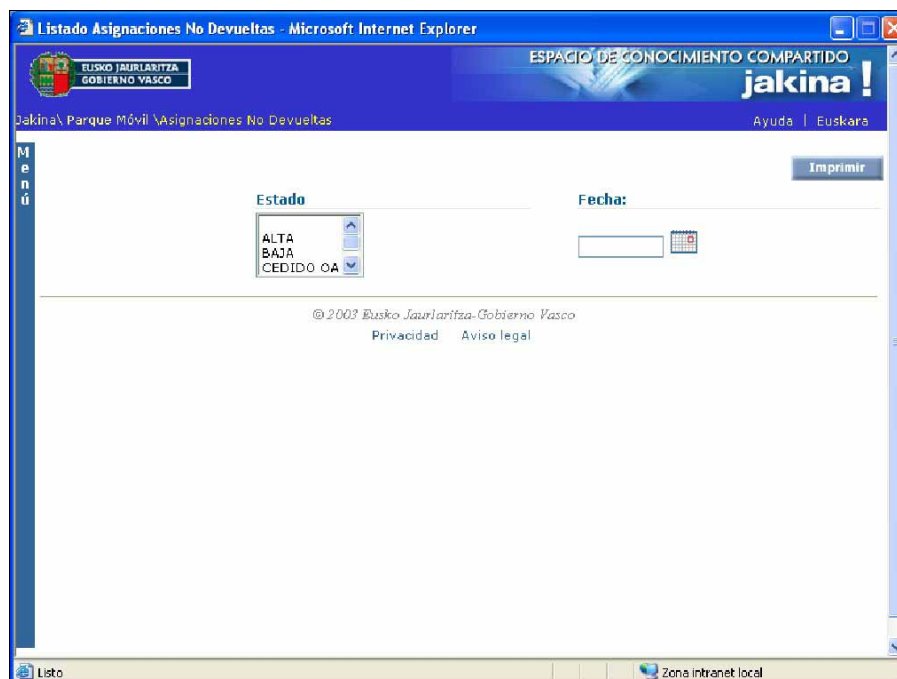 Listado Asignaciones No Devueltas - Microsoft Internet Explorer
EUSKO JAURLARITZA
GOBIERNO VASCO
ESPACIO DE CONOCIMIENTO COMPARTIDO
jakina !
Jakina\ Parque Móvil \Asignaciones No Devueltas
Ayuda | Euskara
Menú
Imprimir
Estado
Fecha:
ALTA
BAJA
CEDIDO OA
© 2003 Eusko Jaurlaritza-Gobierno Vasco
Privacidad Aviso legal
Listo
Zona intranet local